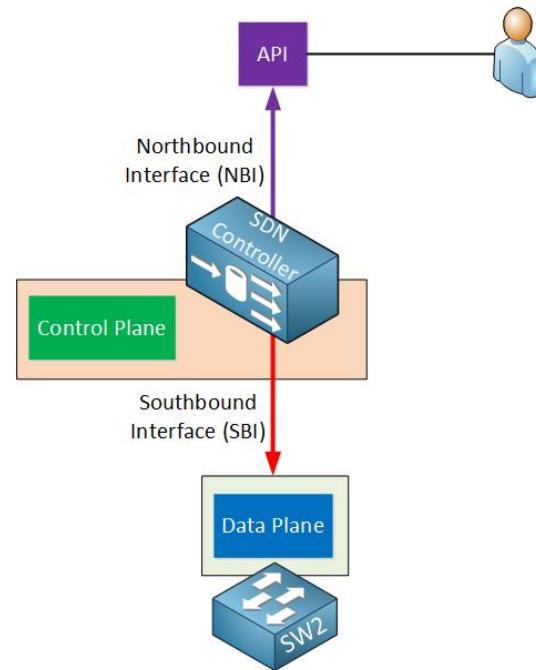 API
Northbound
Interface (NBI)
SDN
Controller
Control Plane
Southbound
Interface (SBI)
Data Plane
SW2